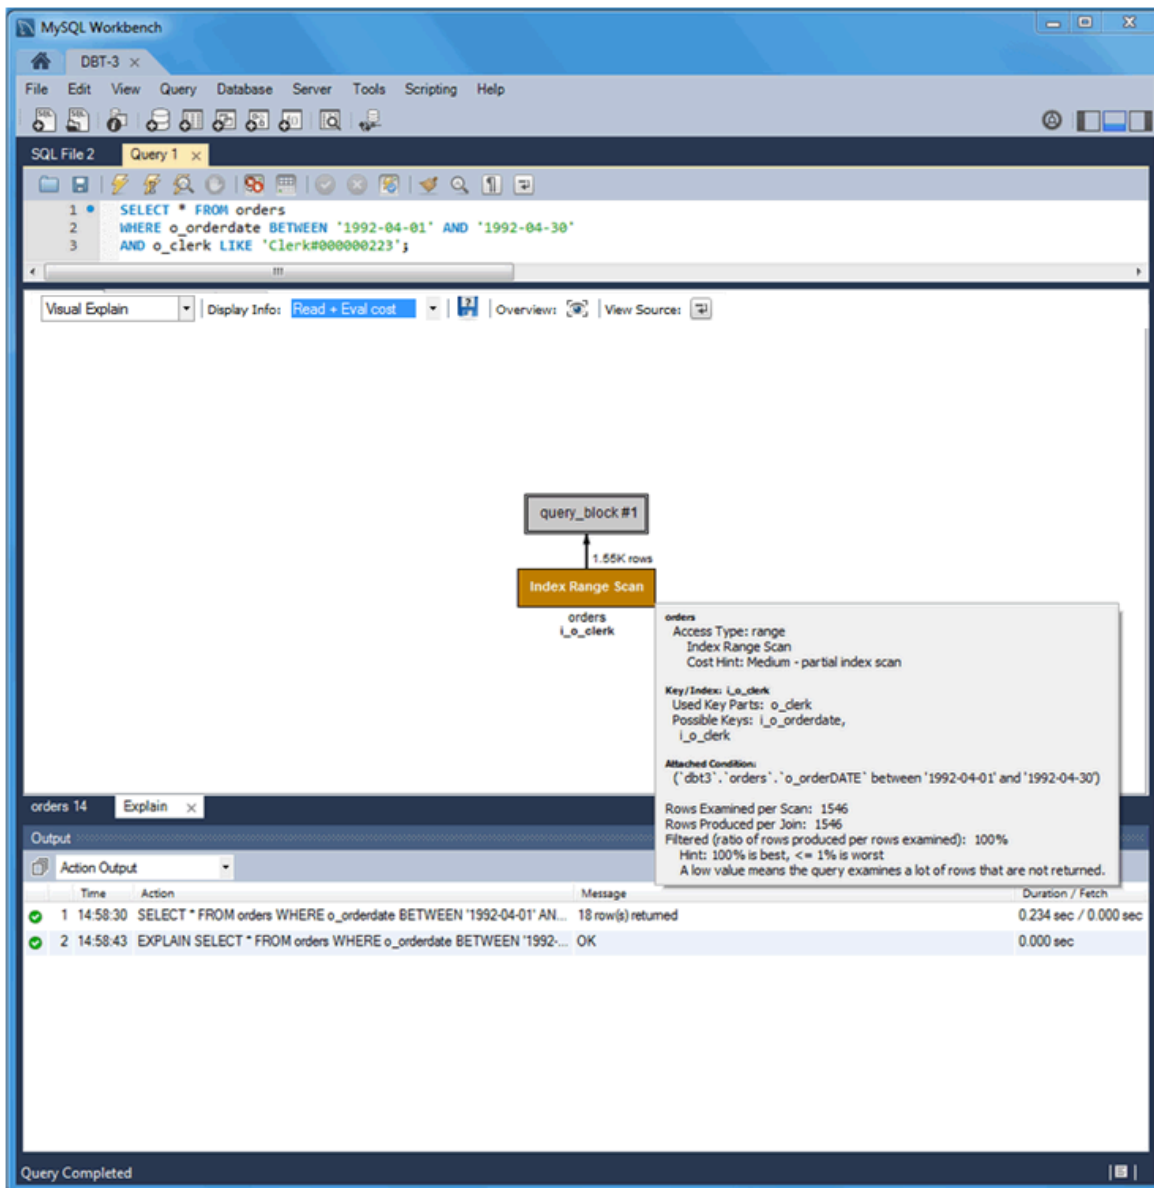 MySQL Workbench
DBT-3
File Edit View Query Database Server Tools Scripting Help
SQL File 2 Query 1
1 SELECT * FROM orders
2 WHERE o_orderdate BETWEEN '1992-04-01' AND '1992-04-30'
3 AND o_clerk LIKE 'Clerk#000000223';
Visual Explain Display Info: Read + Eval cost Overview: View Source:
query_block #1
1.55K rows
Index Range Scan
orders
i_o_clerk
orders
Access Type: range
Index Range Scan
Cost Hint: Medium - partial index scan
Key/Index: i_o_clerk
Used Key Parts: o_clerk
Possible Keys: i_o_orderdate,
i_o_clerk
Attached Condition:
(`dbt3`.`orders`.`o_orderDATE` between '1992-04-01' and '1992-04-30')
Rows Examined per Scan: 1546
Rows Produced per Join: 1546
Filtered (ratio of rows produced per rows examined): 100%
Hint: 100% is best, <= 1% is worst
A low value means the query examines a lot of rows that are not returned.
orders 14 Explain
Output
Action Output
Time Action Message Duration / Fetch
1 14:58:30 SELECT * FROM orders WHERE o_orderdate BETWEEN '1992-04-01' AN... 18 row(s) returned 0.234 sec / 0.000 sec
2 14:58:43 EXPLAIN SELECT * FROM orders WHERE o_orderdate BETWEEN '1992-... OK 0.000 sec
Query Completed